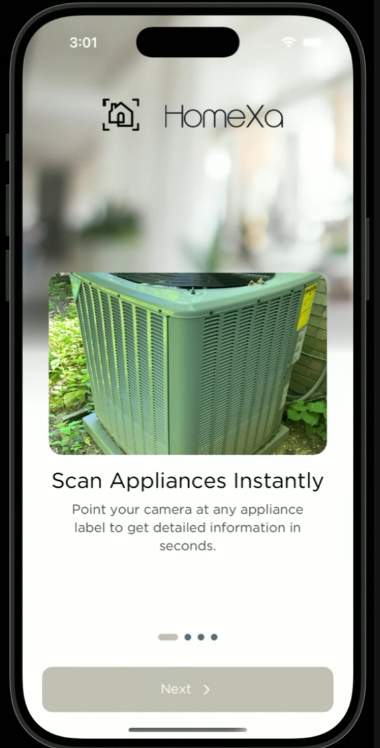 3:01
HomeXa
Scan Appliances Instantly
Point your camera at any appliance
label to get detailed information in
seconds.
Next